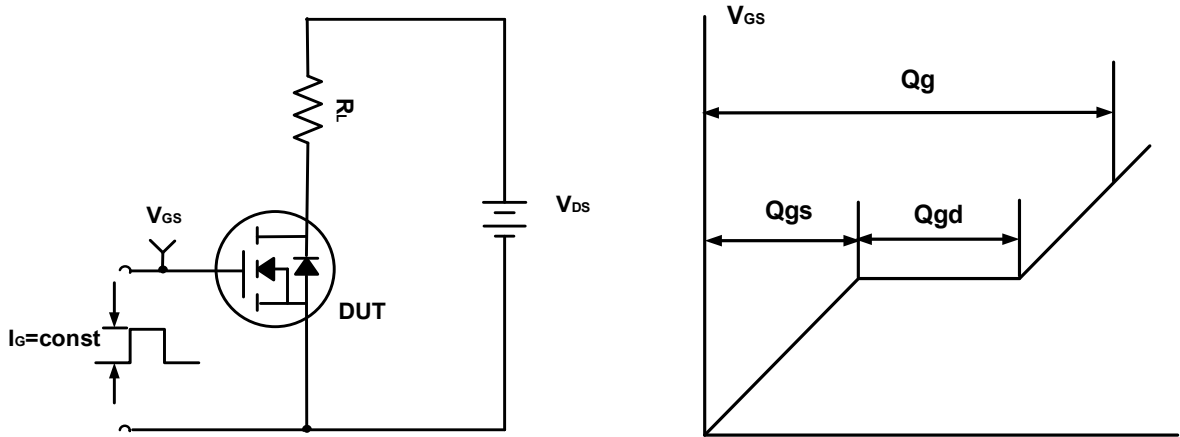 RL
VGS
VDS
DUT
IG=const
VGS
Qg
Qgs
Qgd